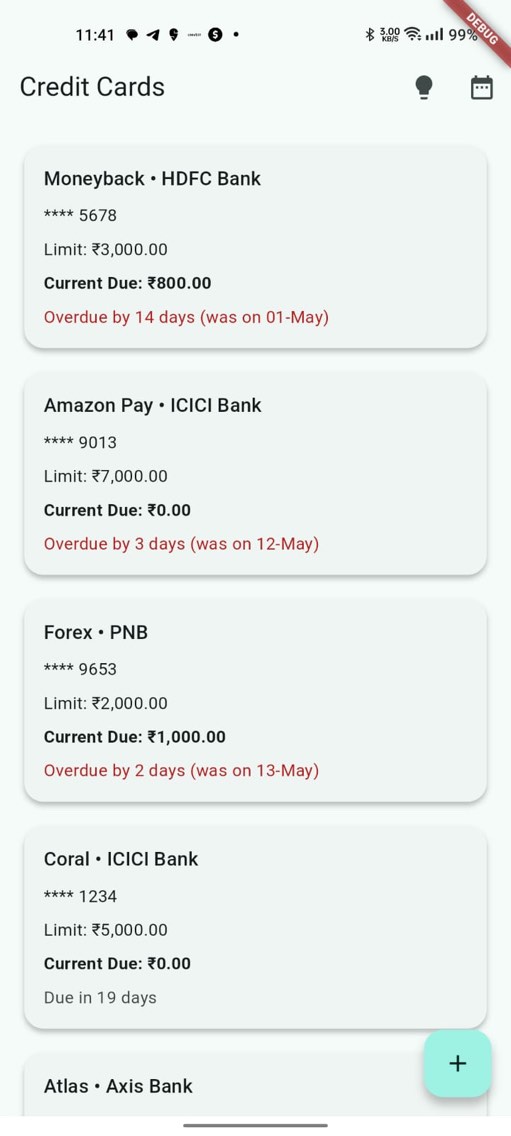 11:41
3.00
KB/S
99%
DEBUG
Credit Cards
Moneyback • HDFC Bank
**** 5678
Limit: ₹3,000.00
Current Due: ₹800.00
Overdue by 14 days (was on 01-May)
Amazon Pay • ICICI Bank
**** 9013
Limit: ₹7,000.00
Current Due: ₹0.00
Overdue by 3 days (was on 12-May)
Forex • PNB
**** 9653
Limit: ₹2,000.00
Current Due: ₹1,000.00
Overdue by 2 days (was on 13-May)
Coral • ICICI Bank
**** 1234
Limit: ₹5,000.00
Current Due: ₹0.00
Due in 19 days
Atlas • Axis Bank
+